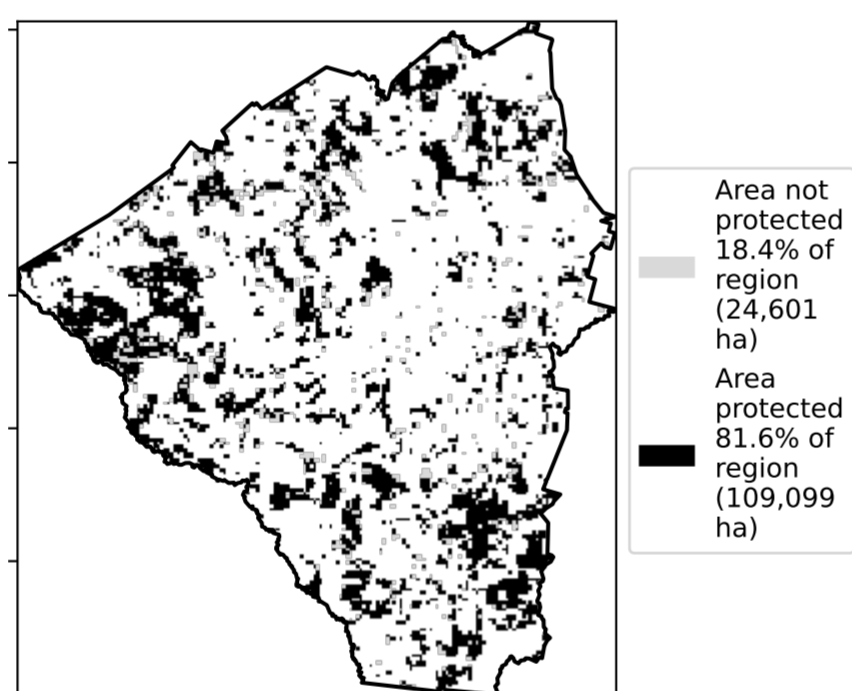 Area not
protected
18.4% of
region
(24,601
ha)
Area
protected
81.6% of
region
(109,099
ha)